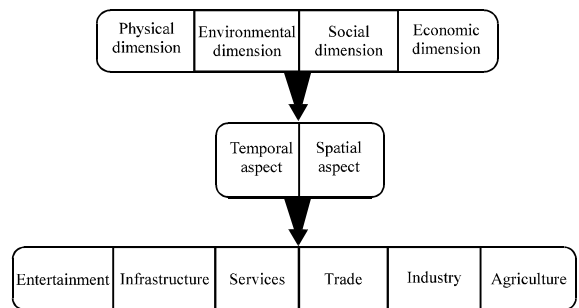 Physical
dimension
Environmental
dimension
Social
dimension
Economic
dimension
Temporal
aspect
Spatial
aspect
Entertainment
Infrastructure
Services
Trade
Industry
Agriculture